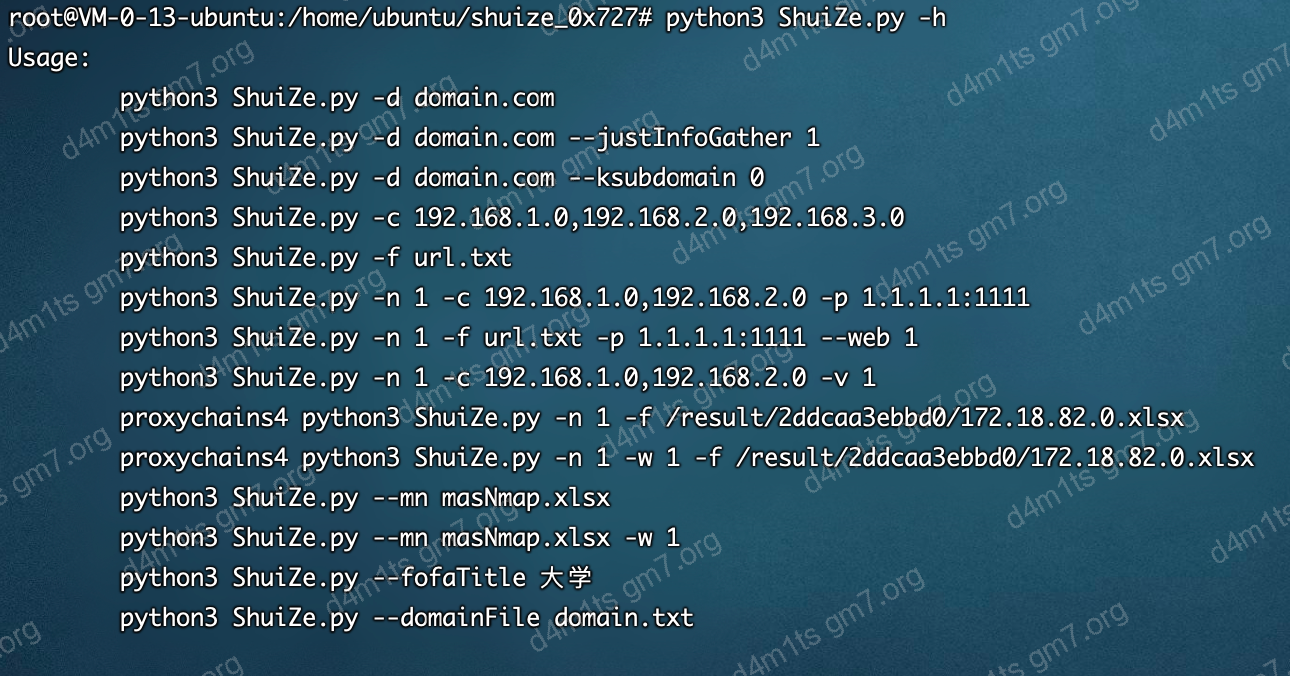 root@VM-0-13-ubuntu:/home/ubuntu/shuize_0x727# python3 ShuiZe.py -h
Usage:
python3 ShuiZe.py -d domain.com
python3 ShuiZe.py -d domain.com --justInfoGather 1
python3 ShuiZe.py -d domain.com --ksubdomain 0
python3 ShuiZe.py -c 192.168.1.0,192.168.2.0,192.168.3.0
python3 ShuiZe.py -f url.txt
python3 ShuiZe.py -n 1 -c 192.168.1.0,192.168.2.0 -p 1.1.1.1:1111
python3 ShuiZe.py -n 1 -f url.txt -p 1.1.1.1:1111 --web 1
python3 ShuiZe.py -n 1 -c 192.168.1.0,192.168.2.0 -v 1
proxychains4 python3 ShuiZe.py -n 1 -f /result/2ddcaa3ebbd0/172.18.82.0.xlsx
proxychains4 python3 ShuiZe.py -n 1 -w 1 -f /result/2ddcaa3ebbd0/172.18.82.0.xlsx
python3 ShuiZe.py --mn masNmap.xlsx
python3 ShuiZe.py --mn masNmap.xlsx -w 1
python3 ShuiZe.py --fofaTitle 大学
python3 ShuiZe.py --domainFile domain.txt
d4m1ts gm7.org